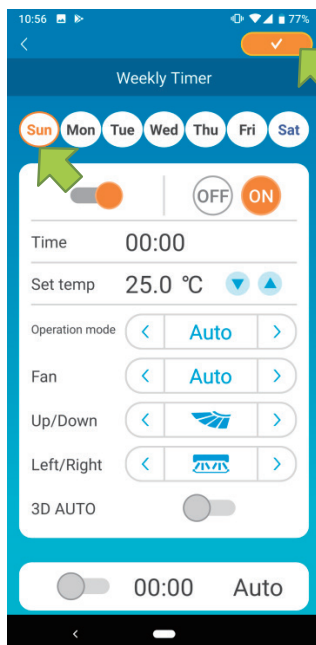 10:56 77%
Weekly Timer
Sun Mon Tue Wed Thu Fri Sat
OFF ON
Time 00:00
Set temp 25.0 ℃
Operation mode Auto
Fan Auto
Up/Down
Left/Right
3D AUTO
00:00 Auto